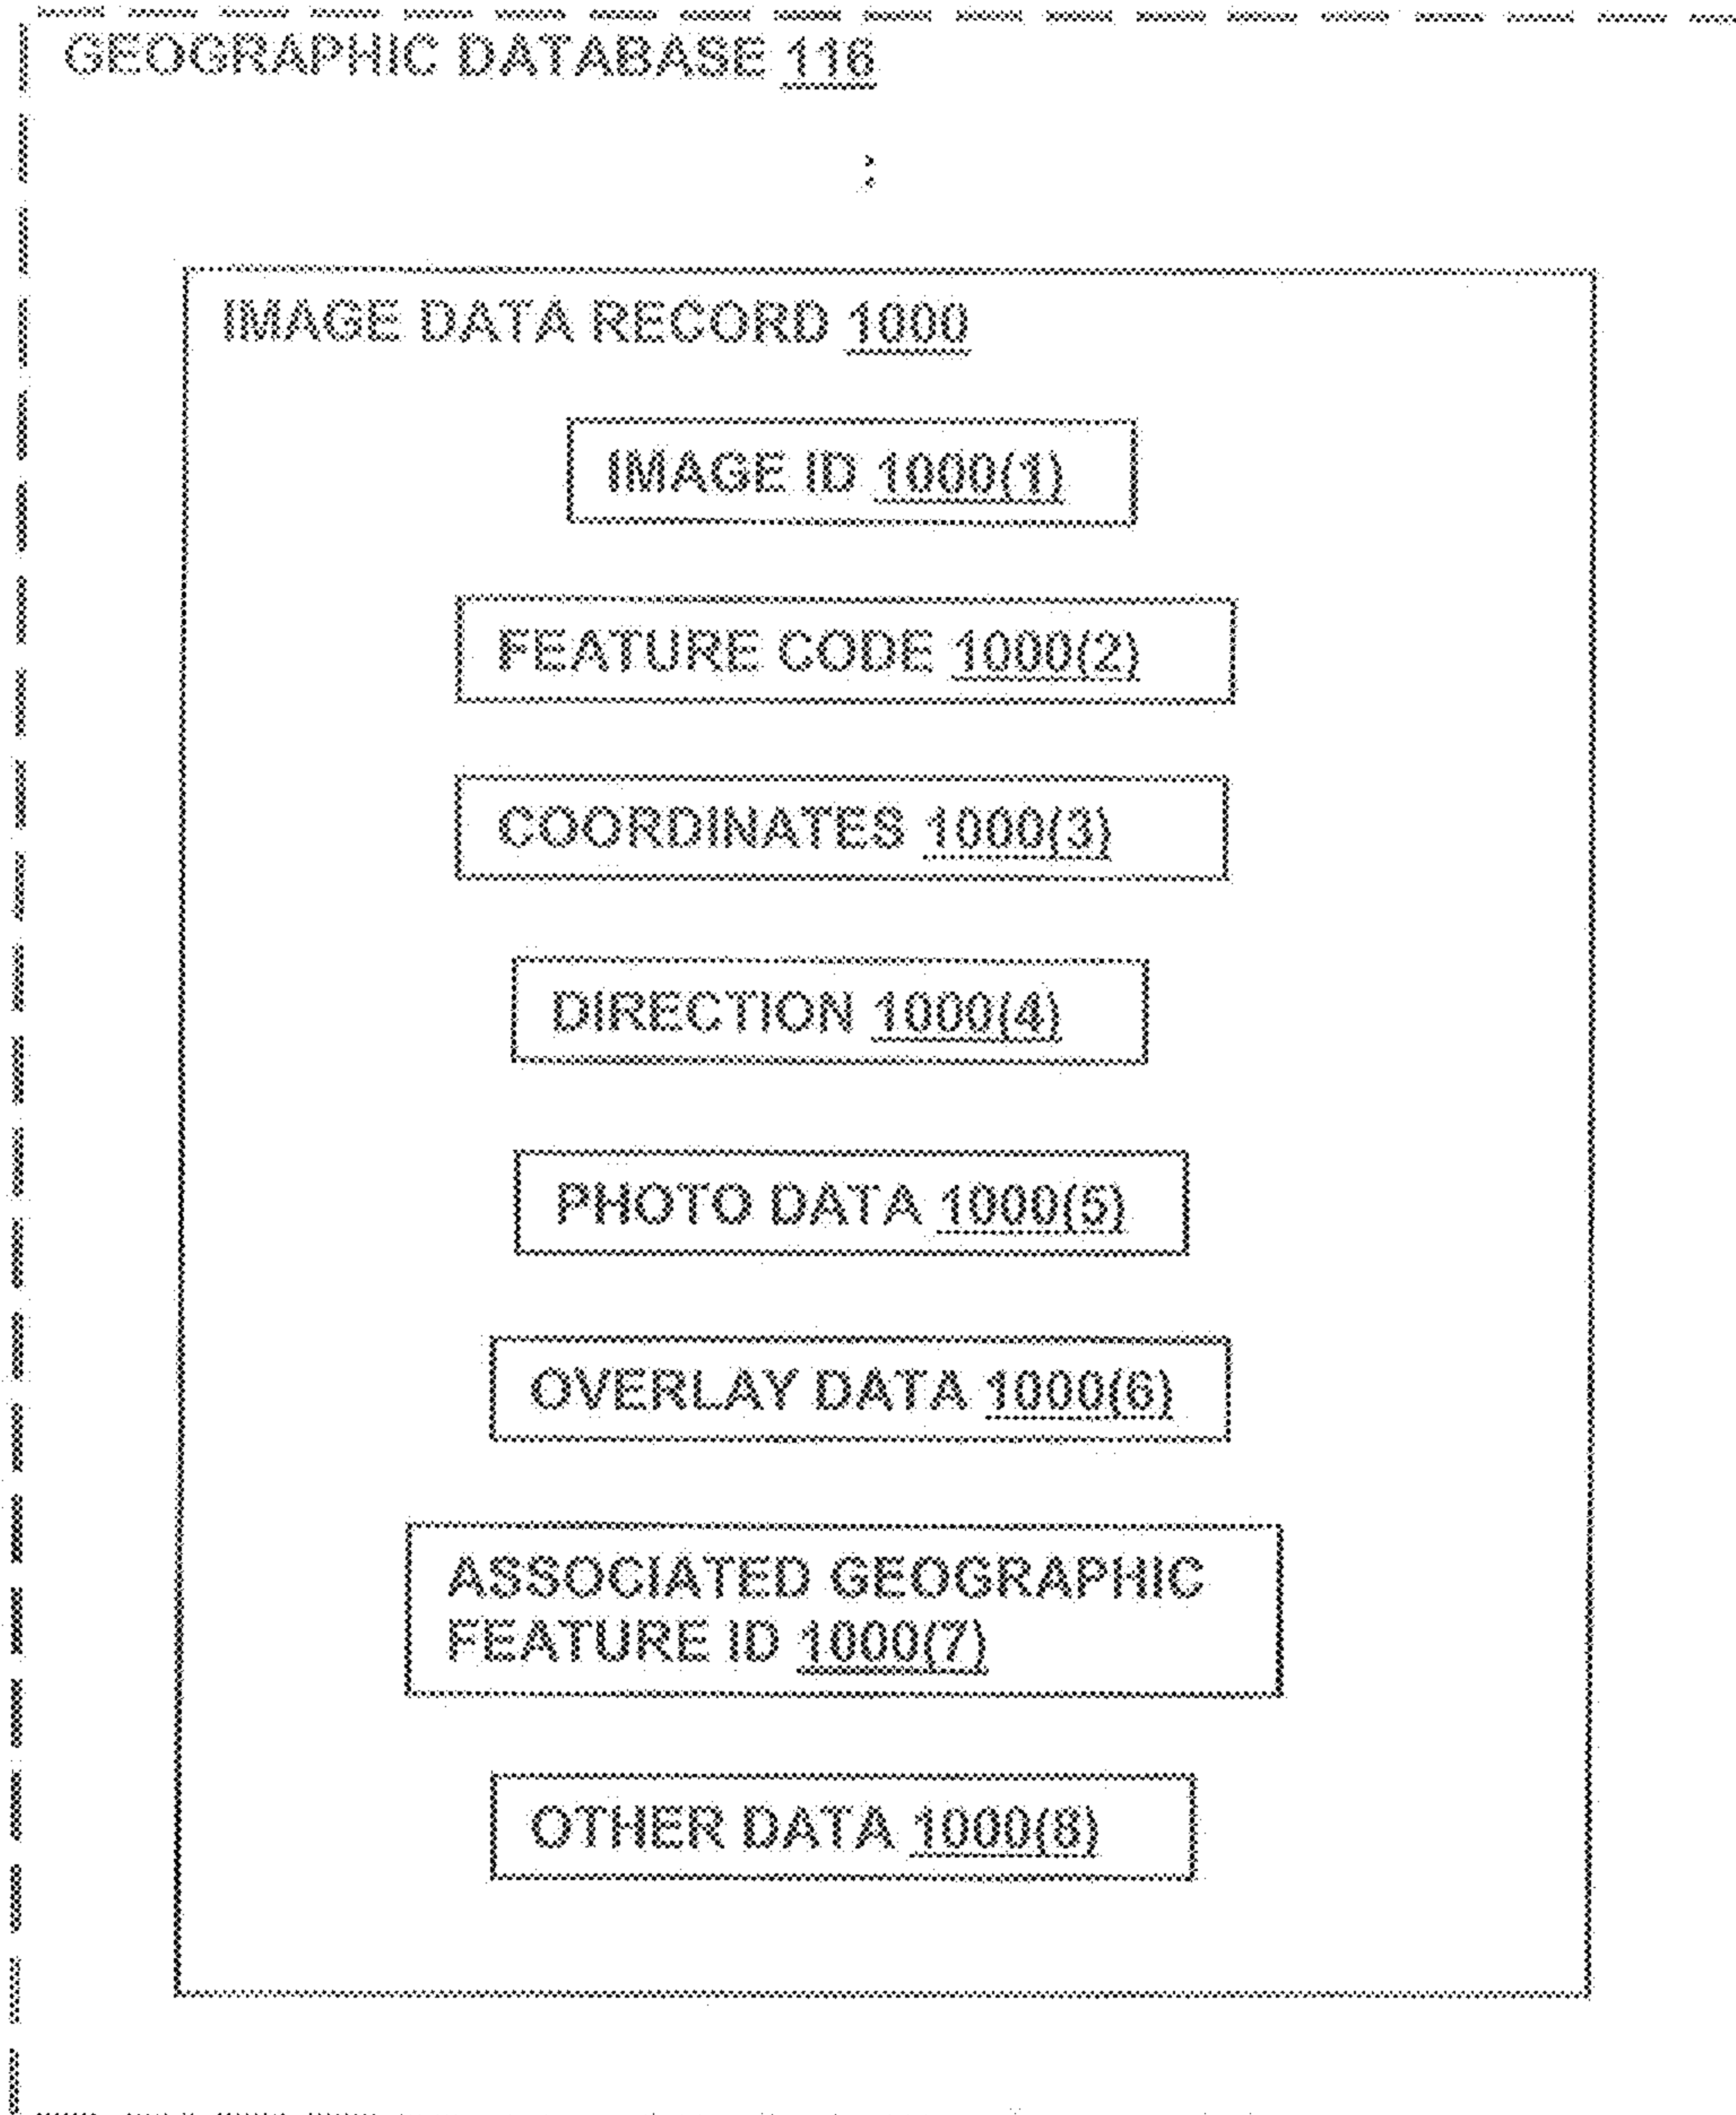 GEOGRAPHIC DATABASE 116
:
IMAGE DATA RECORD 1000
IMAGE ID 1000(1)
FEATURE CODE 1000(2)
COORDINATES 1000(3)
DIRECTION 1000(4)
PHOTO DATA 1000(5)
OVERLAY DATA 1000(6)
ASSOCIATED GEOGRAPHIC
FEATURE ID 1000(7)
OTHER DATA 1000(8)